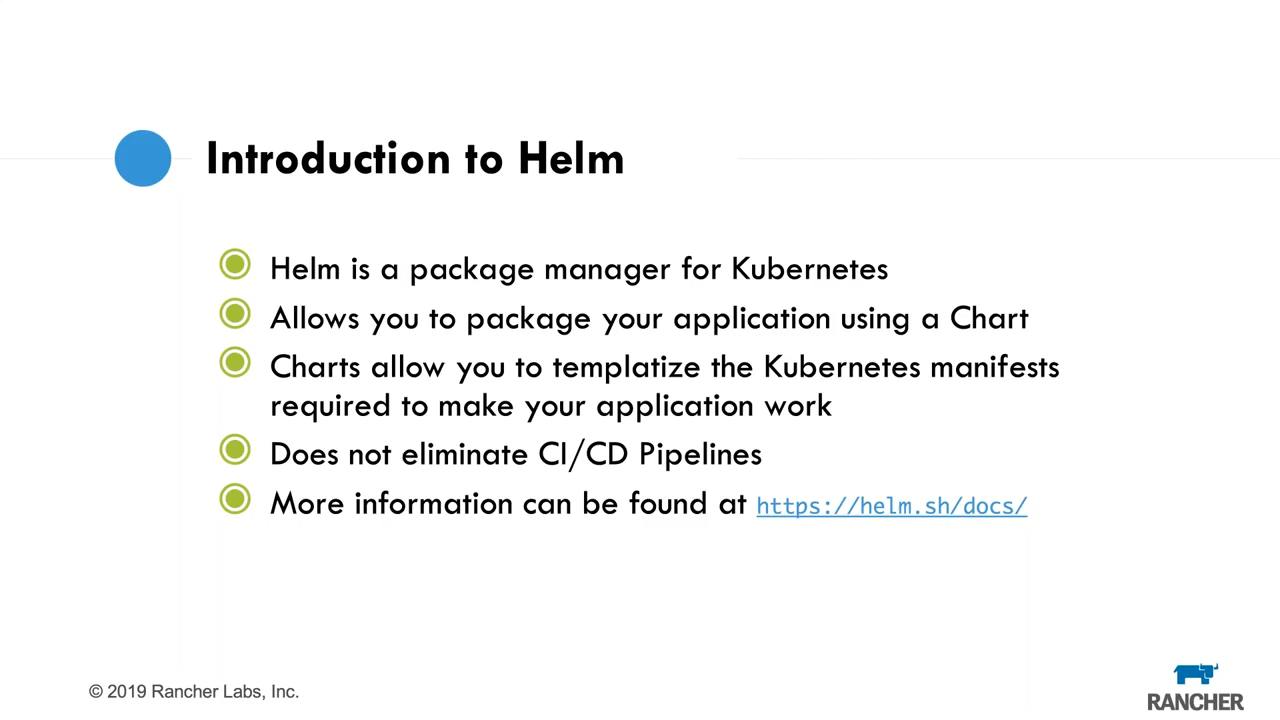 Introduction to Helm
Helm is a package manager for Kubernetes
Allows you to package your application using a Chart
Charts allow you to templatize the Kubernetes manifests
required to make your application work
Does not eliminate CI/CD Pipelines
More information can be found at https://helm.sh/docs/
© 2019 Rancher Labs, Inc.
RANCHER